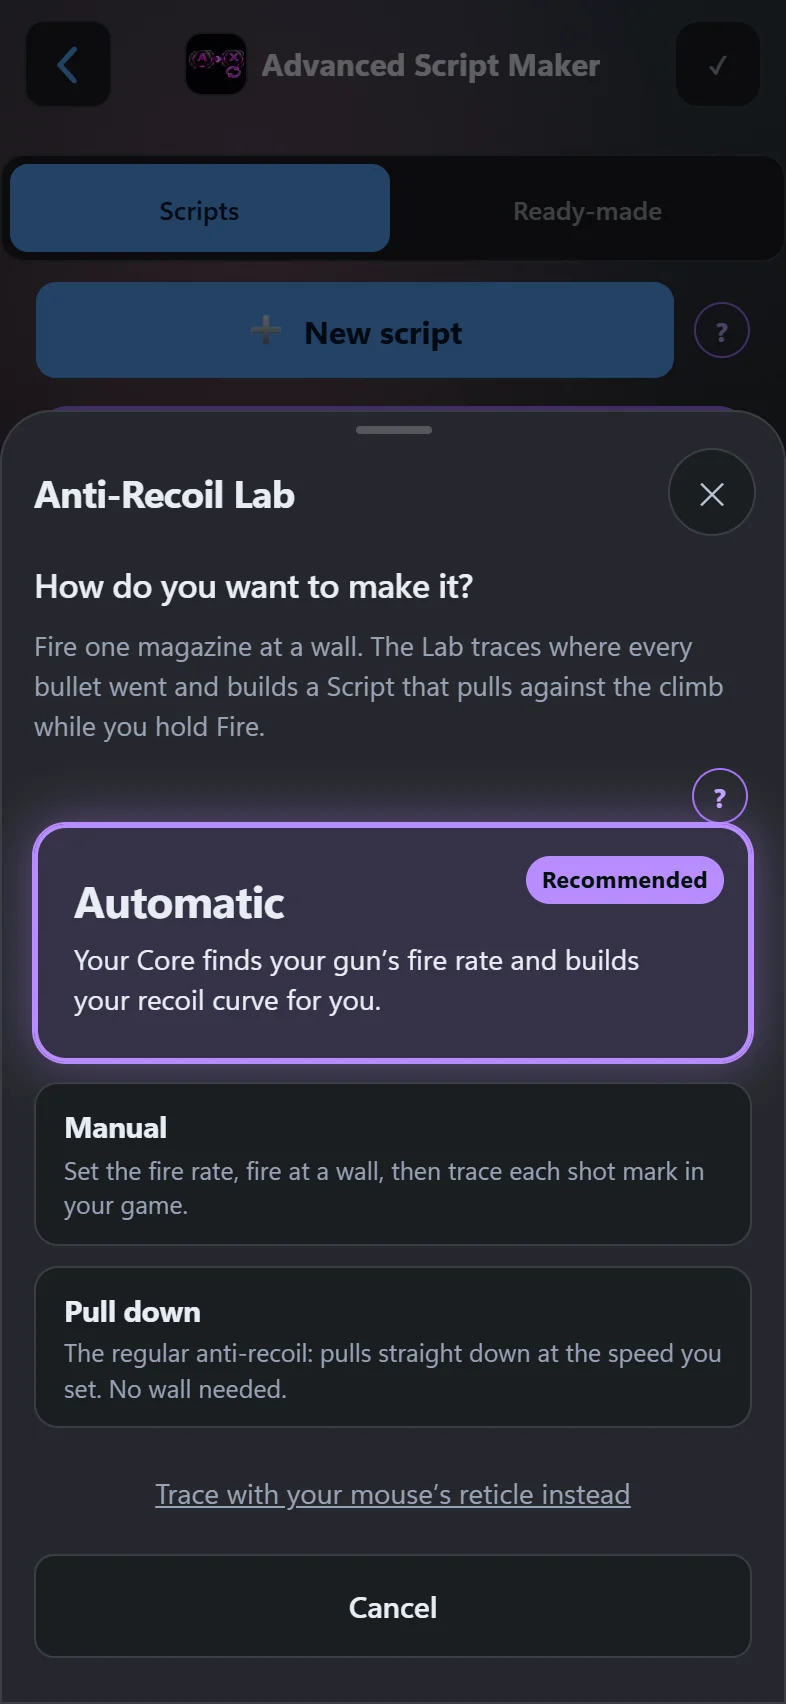 Advanced Script Maker
✓
Scripts
Ready-made
➕ New script
?
Anti-Recoil Lab
How do you want to make it?
Fire one magazine at a wall. The Lab traces where every
bullet went and builds a Script that pulls against the climb
while you hold Fire.
?
Recommended
Automatic
Your Core finds your gun’s fire rate and builds
your recoil curve for you.
Manual
Set the fire rate, fire at a wall, then trace each shot mark in
your game.
Pull down
The regular anti-recoil: pulls straight down at the speed you
set. No wall needed.
Trace with your mouse’s reticle instead
Cancel